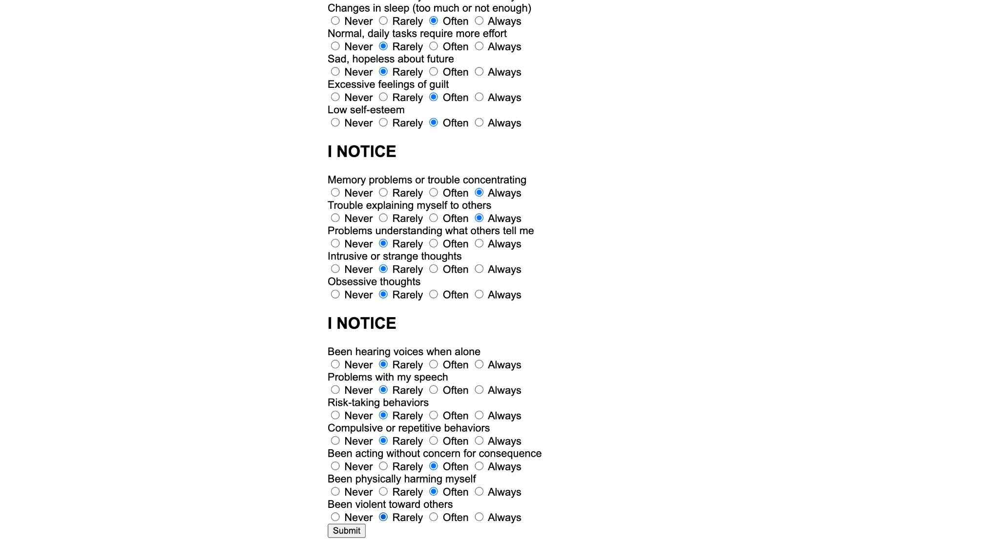 Changes in sleep (too much or not enough)
Never Rarely Often Always
Normal, daily tasks require more effort
Never Rarely Often Always
Sad, hopeless about future
Never Rarely Often Always
Excessive feelings of guilt
Never Rarely Often Always
Low self-esteem
Never Rarely Often Always
I NOTICE
Memory problems or trouble concentrating
Never Rarely Often Always
Trouble explaining myself to others
Never Rarely Often Always
Problems understanding what others tell me
Never Rarely Often Always
Intrusive or strange thoughts
Never Rarely Often Always
Obsessive thoughts
Never Rarely Often Always
I NOTICE
Been hearing voices when alone
Never Rarely Often Always
Problems with my speech
Never Rarely Often Always
Risk-taking behaviors
Never Rarely Often Always
Compulsive or repetitive behaviors
Never Rarely Often Always
Been acting without concern for consequence
Never Rarely Often Always
Been physically harming myself
Never Rarely Often Always
Been violent toward others
Never Rarely Often Always
Submit